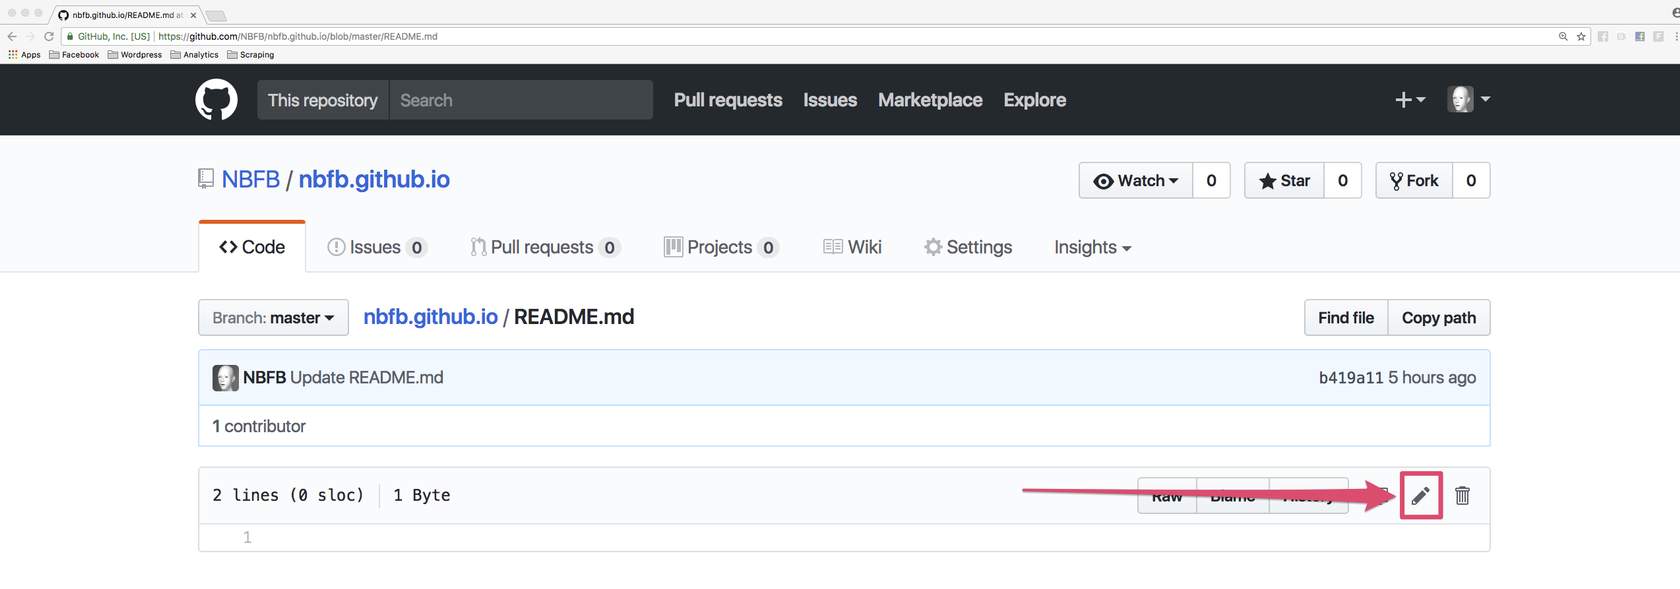 nbfb.github.io/README.md at
GitHub, Inc. [US] | https://github.com/NBFB/nbfb.github.io/blob/master/README.md
Apps Facebook Wordpress Analytics Scraping
This repository Search Pull requests Issues Marketplace Explore
NBFB / nbfb.github.io Watch 0 Star 0 Fork 0
Code Issues 0 Pull requests 0 Projects 0 Wiki Settings Insights
Branch: master nbfb.github.io / README.md Find file Copy path
NBFB Update README.md b419a11 5 hours ago
1 contributor
2 lines (0 sloc) 1 Byte Raw Blame History
1